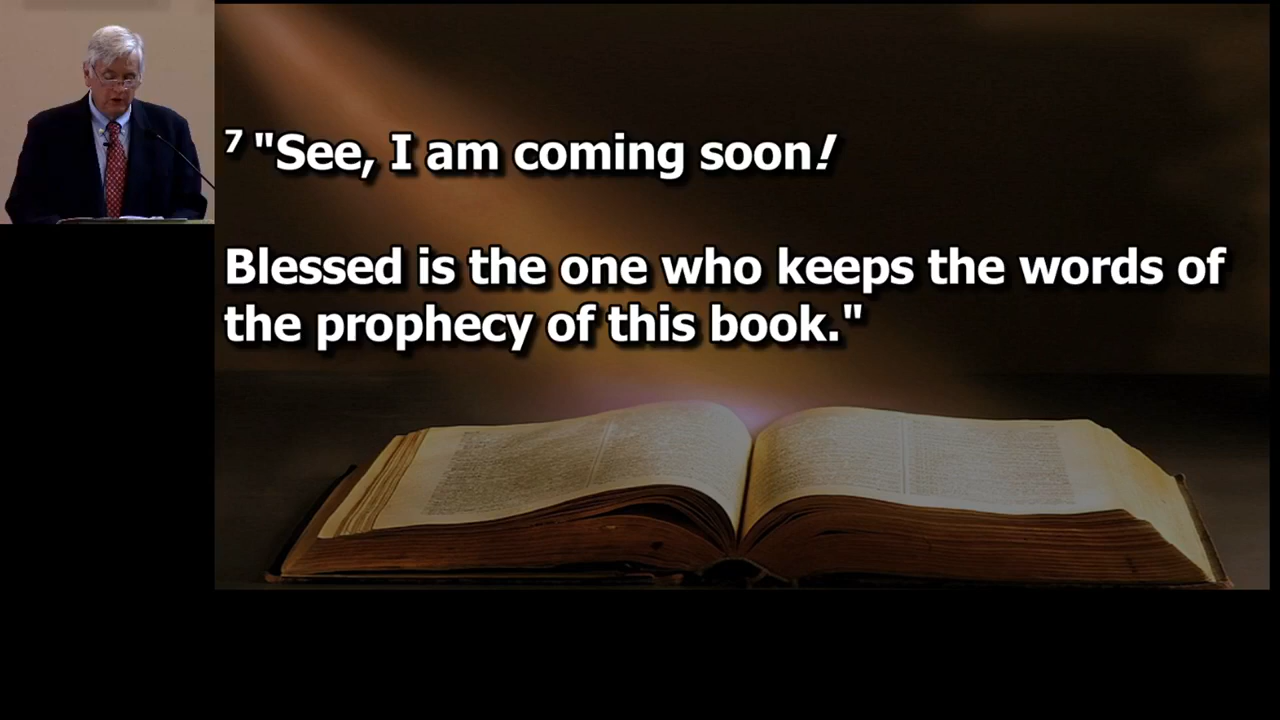 7 "See, I am coming soon!
Blessed is the one who keeps the words of
the prophecy of this book."